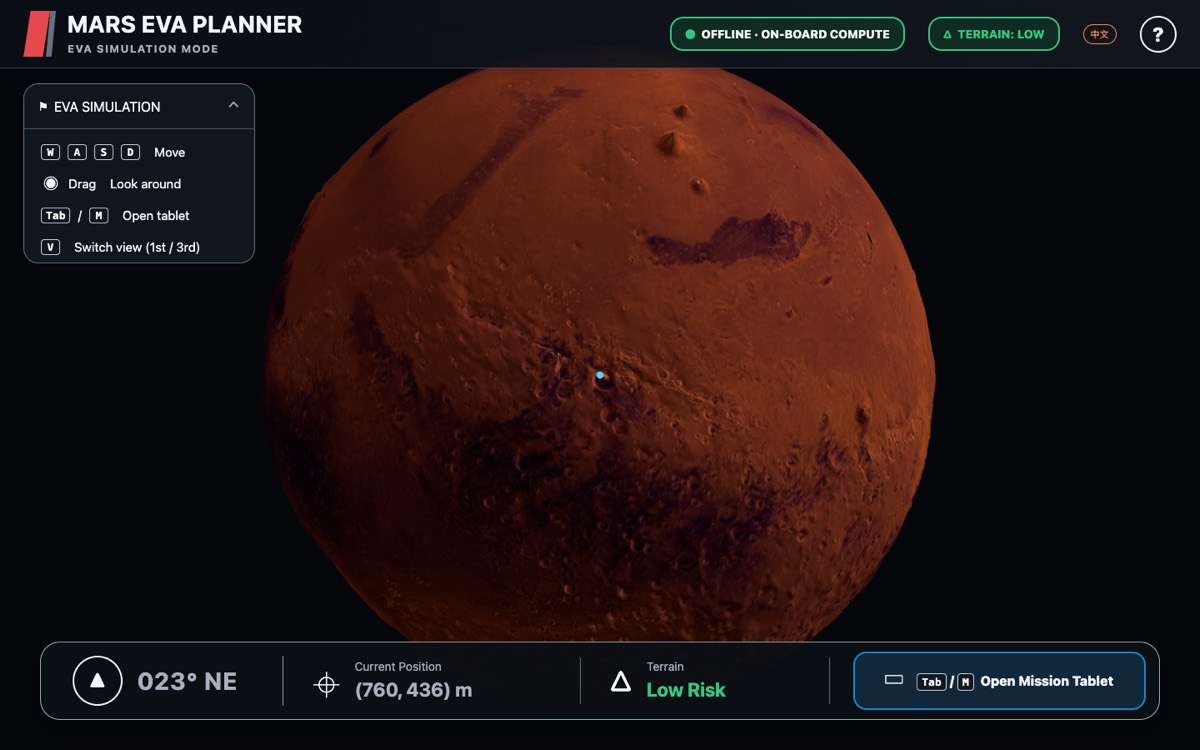 MARS EVA PLANNER
EVA SIMULATION MODE
OFFLINE · ON-BOARD COMPUTE
TERRAIN: LOW
中文
?
EVA SIMULATION
W A S D Move
Drag Look around
Tab / M Open tablet
V Switch view (1st / 3rd)
023° NE
Current Position
(760, 436) m
Terrain
Low Risk
Tab / M Open Mission Tablet